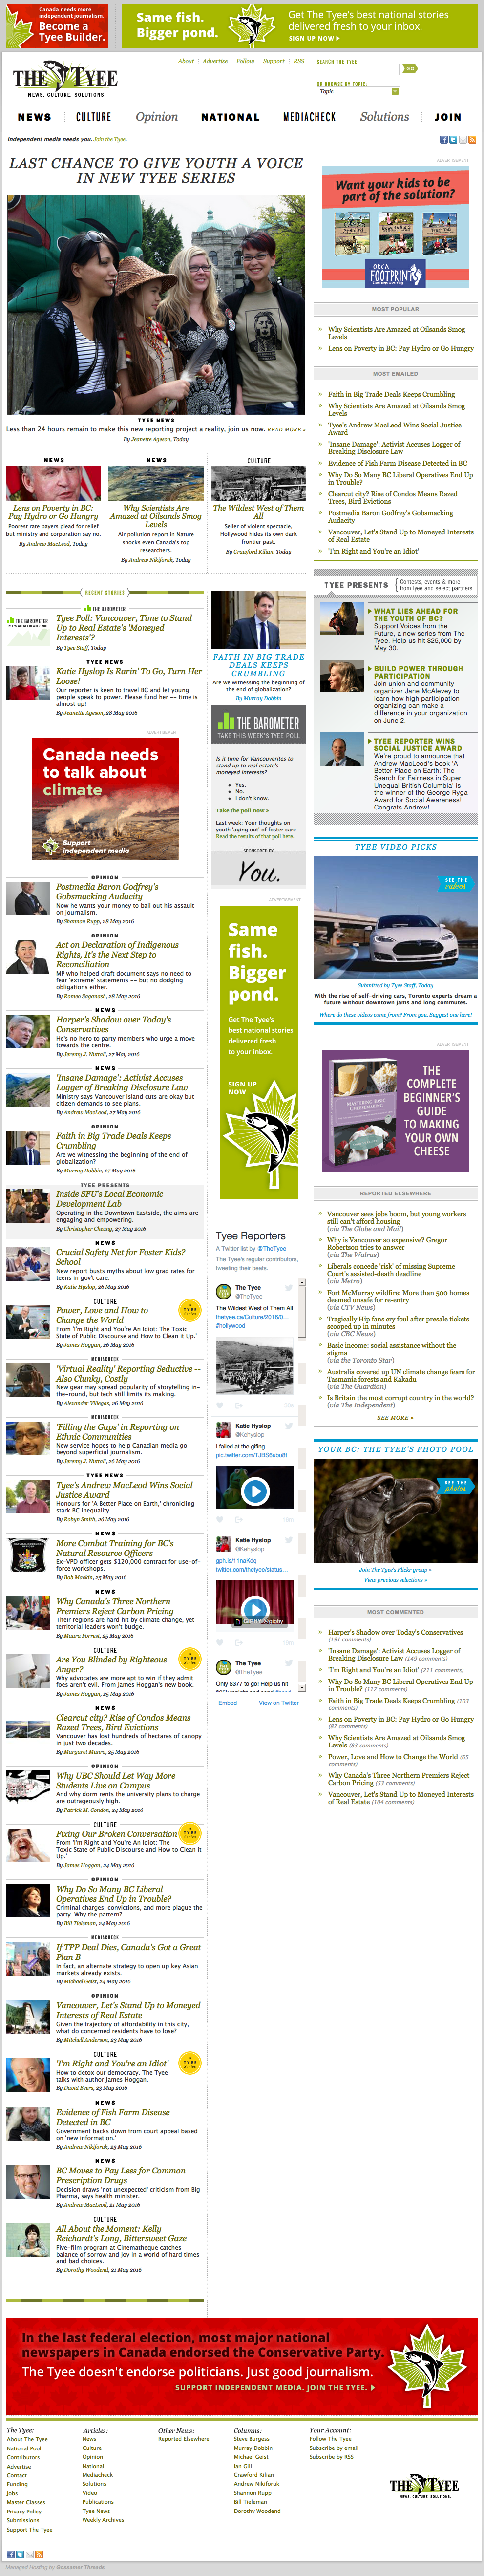 Canada needs more
independent journalism.
Become a
Tyee Builder.
Same fish.
Bigger pond.
Get The Tyee's best national stories
delivered fresh to your inbox.
SIGN UP NOW
About Advertise Follow Support RSS
SEARCH THE TYEE:
GO
OR BROWSE BY TOPIC:
Topic
THE TYEE
NEWS. CULTURE. SOLUTIONS.
NEWS CULTURE Opinion NATIONAL MEDIACHECK Solutions JOIN
Independent media needs you. Join the Tyee.
LAST CHANCE TO GIVE YOUTH A VOICE
IN NEW TYEE SERIES
TYEE NEWS
Less than 24 hours remain to make this new reporting project a reality, join us now. READ MORE »
By Jeanette Ageson, Today
NEWS
Lens on Poverty in BC:
Pay Hydro or Go Hungry
Poorest rate payers plead for relief
but ministry and corporation say no.
By Andrew MacLeod, Today
NEWS
Why Scientists Are
Amazed at Oilsands Smog
Levels
Air pollution report in Nature
shocks even Canada's top
researchers.
By Andrew Nikiforuk, Today
CULTURE
The Wildest West of Them
All
Seller of violent spectacle,
Hollywood hides its own dark
frontier past.
By Crawford Kilian, Today
RECENT STORIES
THE BAROMETER
Tyee Poll: Vancouver, Time to Stand
Up to Real Estate's 'Moneyed
Interests'?
By Tyee Staff, Today
TYEE NEWS
Katie Hyslop Is Rarin' To Go, Turn Her
Loose!
Our reporter is keen to travel BC and let young
people speak to power. Please fund her -- time is
almost up!
By Jeanette Ageson, 28 May 2016
ADVERTISEMENT
Canada needs
to talk about
climate
Support
independent media
OPINION
Postmedia Baron Godfrey's
Gobsmacking Audacity
Now he wants your money to bail out his assault
on journalism.
By Shannon Rupp, 28 May 2016
OPINION
Act on Declaration of Indigenous
Rights, It's the Next Step to
Reconciliation
MP who helped draft document says no need to
fear 'extreme' statements -- but no dodging
obligations either.
By Romeo Saganash, 28 May 2016
NEWS
Harper's Shadow over Today's
Conservatives
He's no hero to party members who urge a move
towards the centre.
By Jeremy J. Nuttall, 27 May 2016
NEWS
'Insane Damage': Activist Accuses
Logger of Breaking Disclosure Law
Ministry says Vancouver Island cuts are okay but
citizen demands to see plans.
By Andrew MacLeod, 27 May 2016
OPINION
Faith in Big Trade Deals Keeps
Crumbling
Are we witnessing the beginning of the end of
globalization?
By Murray Dobbin, 27 May 2016
TYEE PRESENTS
Inside SFU's Local Economic
Development Lab
Operating in the Downtown Eastside, the aims are
engaging and empowering.
By Christopher Cheung, 27 May 2016
NEWS
Crucial Safety Net for Foster Kids?
School
New report busts myths about low grad rates for
teens in gov't care.
By Katie Hyslop, 26 May 2016
CULTURE
Power, Love and How to
Change the World
From 'I'm Right and You're An Idiot: The Toxic
State of Public Discourse and How to Clean it Up.'
By James Hoggan, 26 May 2016
MEDIACHECK
'Virtual Reality' Reporting Seductive --
Also Clunky, Costly
New gear may spread popularity of storytelling in-
the-round, but tech still limits its making.
By Alexander Villegas, 26 May 2016
MEDIACHECK
'Filling the Gaps' in Reporting on
Ethnic Communities
New service hopes to help Canadian media go
beyond superficial journalism.
By Jeremy J. Nuttall, 26 May 2016
TYEE NEWS
Tyee's Andrew MacLeod Wins Social
Justice Award
Honours for 'A Better Place on Earth,' chronicling
stark BC inequality.
By Robyn Smith, 26 May 2016
NEWS
More Combat Training for BC's
Natural Resource Officers
Ex-VPD officer gets $120,000 contract for use-of-
force workshops.
By Bob Mackin, 25 May 2016
NEWS
Why Canada's Three Northern
Premiers Reject Carbon Pricing
Their regions are hard hit by climate change, yet
territorial leaders won't budge.
By Maura Forrest, 25 May 2016
CULTURE
Are You Blinded by Righteous
Anger?
Why advocates are more apt to win if they admit
foes aren't evil. From James Hoggan's new book.
By James Hoggan, 25 May 2016
NEWS
Clearcut city? Rise of Condos Means
Razed Trees, Bird Evictions
Vancouver has lost hundreds of hectares of canopy
in just two decades.
By Margaret Munro, 25 May 2016
OPINION
Why UBC Should Let Way More
Students Live on Campus
And why dorm rents the university plans to charge
are outrageously high.
By Patrick M. Condon, 24 May 2016
CULTURE
Fixing Our Broken Conversation
From 'I'm Right and You're An Idiot: The
Toxic State of Public Discourse and How to Clean it
Up.'
By James Hoggan, 24 May 2016
OPINION
Why Do So Many BC Liberal
Operatives End Up in Trouble?
Criminal charges, convictions, and more plague the
party. Why the pattern?
By Bill Tieleman, 24 May 2016
MEDIACHECK
If TPP Deal Dies, Canada's Got a Great
Plan B
In fact, an alternate strategy to open up key Asian
markets already exists.
By Michael Geist, 24 May 2016
OPINION
Vancouver, Let's Stand Up to Moneyed
Interests of Real Estate
Given the trajectory of affordability in this city,
what do concerned residents have to lose?
By Mitchell Anderson, 23 May 2016
CULTURE
'I'm Right and You're an Idiot'
How to detox our democracy. The Tyee
talks with author James Hoggan.
By David Beers, 23 May 2016
NEWS
Evidence of Fish Farm Disease
Detected in BC
Government backs down from court appeal based
on 'new information.'
By Andrew Nikiforuk, 23 May 2016
NEWS
BC Moves to Pay Less for Common
Prescription Drugs
Decision draws 'not unexpected' criticism from Big
Pharma, says health minister.
By Andrew MacLeod, 21 May 2016
CULTURE
All About the Moment: Kelly
Reichardt's Long, Bittersweet Gaze
Five-film program at Cinematheque catches
balance of sorrow and joy in a world of hard times
and bad choices.
By Dorothy Woodend, 21 May 2016
FAITH IN BIG TRADE
DEALS KEEPS
CRUMBLING
Are we witnessing the beginning of
the end of globalization?
By Murray Dobbin
THE BAROMETER
TAKE THIS WEEK'S TYEE POLL
Is it time for Vancouverites to
stand up to real estate's
moneyed interests?
Yes.
No.
I don't know.
Take the poll now »
Last week: Your thoughts on
youth 'aging out' of foster care
Read the results of that poll here.
SPONSORED BY
You.
ADVERTISEMENT
Same
fish.
Bigger
pond.
Get The Tyee's
best national stories
delivered fresh
to your inbox.
SIGN UP
NOW
Tyee Reporters
A Twitter list by @TheTyee
The Tyee's regular contributors,
tweeting their beats.
The Tyee
@TheTyee
The Wildest West of Them All
thetyee.ca/Culture/2016/0...
#hollywood
Katie Hyslop
@Kehyslop
I failed at the gifing.
pic.twitter.com/TJBS6ubuBt
Katie Hyslop
@Kehyslop
gph.is/11naKdq
twitter.com/thetyee/status...
The Tyee
@TheTyee
Only $377 to go! Help us hit
Embed View on Twitter
ADVERTISEMENT
Want your kids to be
part of the solution?
ORCA
FOOTPRINTS
MOST POPULAR
Why Scientists Are Amazed at Oilsands Smog
Levels
Lens on Poverty in BC: Pay Hydro or Go Hungry
MOST EMAILED
Faith in Big Trade Deals Keeps Crumbling
Why Scientists Are Amazed at Oilsands Smog
Levels
Tyee's Andrew MacLeod Wins Social Justice
Award
'Insane Damage': Activist Accuses Logger of
Breaking Disclosure Law
Evidence of Fish Farm Disease Detected in BC
Why Do So Many BC Liberal Operatives End Up
in Trouble?
Clearcut city? Rise of Condos Means Razed
Trees, Bird Evictions
Postmedia Baron Godfrey's Gobsmacking
Audacity
Vancouver, Let's Stand Up to Moneyed Interests
of Real Estate
'I'm Right and You're an Idiot'
TYEE PRESENTS
Contests, events & more
from Tyee and select partners
WHAT LIES AHEAD FOR
THE YOUTH OF BC?
Support Voices from the
Future, a new series from The
Tyee. Help us hit $25,000 by
May 30.
BUILD POWER THROUGH
PARTICIPATION
Join union and community
organizer Jane McAlevey to
learn how high participation
organizing can make a
difference in your organization
on June 2.
TYEE REPORTER WINS
SOCIAL JUSTICE AWARD
We're proud to announce that
Andrew MacLeod's book 'A
Better Place on Earth: The
Search for Fairness in Super
Unequal British Columbia' is
the winner of the George Ryga
Award for Social Awareness!
Congrats Andrew!
TYEE VIDEO PICKS
SEE THE
videos
Submitted by Tyee Staff, Today
With the rise of self-driving cars, Toronto experts dream a
future without downtown jams and long commutes.
Where do these videos come from? From you. Suggest one here!
ADVERTISEMENT
THE
COMPLETE
BEGINNER'S
GUIDE
TO MAKING
YOUR OWN
CHEESE
REPORTED ELSEWHERE
Vancouver sees jobs boom, but young workers
still can't afford housing
(via The Globe and Mail)
Why is Vancouver so expensive? Gregor
Robertson tries to answer
(via The Walrus)
Liberals concede 'risk' of missing Supreme
Court's assisted-death deadline
(via Metro)
Fort McMurray wildfire: More than 500 homes
deemed unsafe for re-entry
(via CTV News)
Tragically Hip fans cry foul after presale tickets
scooped up in minutes
(via CBC News)
Basic income: social assistance without the
stigma
(via the Toronto Star)
Australia covered up UN climate change fears for
Tasmania forests and Kakadu
(via The Guardian)
Is Britain the most corrupt country in the world?
(via The Independent)
SEE MORE »
YOUR BC: THE TYEE'S PHOTO POOL
SEE THE
photos
Join The Tyee's Flickr group »
View previous selections »
MOST COMMENTED
Harper's Shadow over Today's Conservatives
(191 comments)
'Insane Damage': Activist Accuses Logger of
Breaking Disclosure Law (149 comments)
'I'm Right and You're an Idiot' (211 comments)
Why Do So Many BC Liberal Operatives End Up
in Trouble? (117 comments)
Faith in Big Trade Deals Keeps Crumbling (103
comments)
Lens on Poverty in BC: Pay Hydro or Go Hungry
(87 comments)
Why Scientists Are Amazed at Oilsands Smog
Levels (83 comments)
Power, Love and How to Change the World (65
comments)
Why Canada's Three Northern Premiers Reject
Carbon Pricing (53 comments)
Vancouver, Let's Stand Up to Moneyed Interests
of Real Estate (104 comments)
In the last federal election, most major national
newspapers in Canada endorsed the Conservative Party.
The Tyee doesn't endorse politicians. Just good journalism.
SUPPORT INDEPENDENT MEDIA. JOIN THE TYEE.
The Tyee:
About The Tyee
National Pool
Contributors
Advertise
Contact
Funding
Jobs
Master Classes
Privacy Policy
Submissions
Support The Tyee
Articles:
News
Culture
Opinion
National
Mediacheck
Solutions
Video
Publications
Tyee News
Weekly Archives
Other News:
Reported Elsewhere
Columns:
Steve Burgess
Murray Dobbin
Michael Geist
Ian Gill
Crawford Kilian
Andrew Nikiforuk
Shannon Rupp
Bill Tieleman
Dorothy Woodend
Your Account:
Follow The Tyee
Subscribe by email
Subscribe by RSS
THE TYEE
NEWS. CULTURE. SOLUTIONS.
Managed Hosting by Gossamer Threads